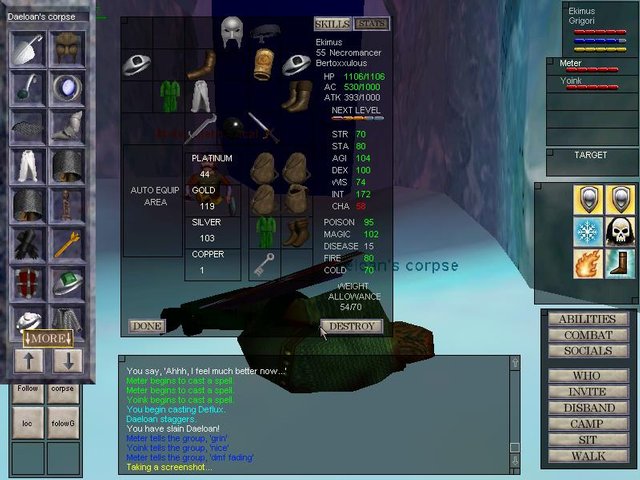 Daeloan's corpse
MORE
Follow
corpse
loc
folowG
SKILLS
STATS
Ekimus
55 Necromancer
Bertoxxulous
HP 1106/1106
AC 530/1000
ATK 393/1000
NEXT LEVEL
STR 70
STA 80
AGI 104
DEX 100
WIS 74
INT 172
CHA 58
POISON 95
MAGIC 102
DISEASE 15
FIRE 80
COLD 70
WEIGHT
ALLOWANCE
54/70
AUTO EQUIP
AREA
PLATINUM
44
GOLD
119
SILVER
103
COPPER
1
DONE
DESTROY
corpse
You say, 'Ahhh, I feel much better now...'
Meter begins to cast a spell.
Meter begins to cast a spell.
Yoink begins to cast a spell.
You begin casting Deflux.
Daeloan staggers.
You have slain Daeloan!
Meter tells the group, 'grin'
Yoink tells the group, 'nice'
Meter tells the group, 'dmf fading'
Taking a screenshot...
Ekimus
Grigori
Meter
Yoink
TARGET
ABILITIES
COMBAT
SOCIALS
WHO
INVITE
DISBAND
CAMP
SIT
WALK